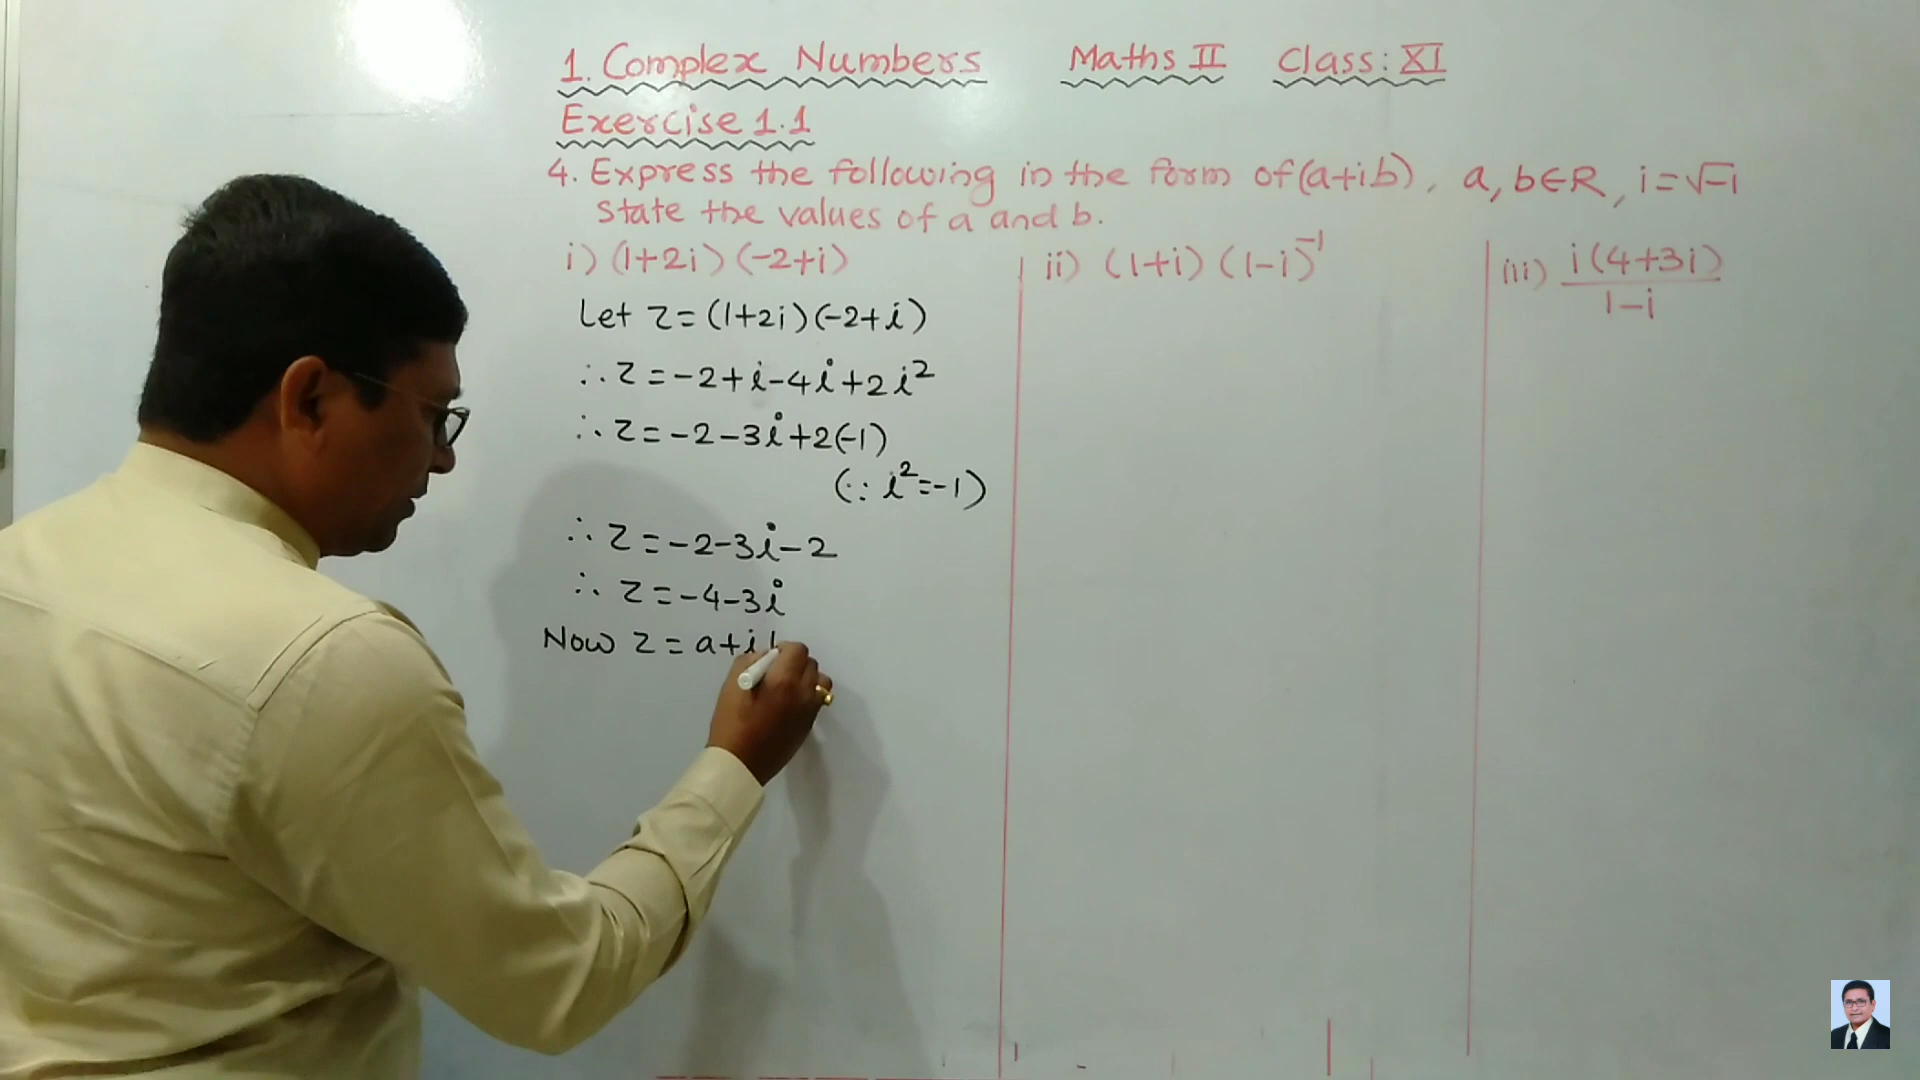 1. Complex Numbers Maths II Class: XI
Exercise 1.1
4. Express the following in the form of (a+ib), a, b∈R, i=√-1
state the values of a and b.
i) (1+2i) (-2+i)
Let z=(1+2i)(-2+i)
∴ z=-2+i-4i+2i²
∴ z=-2-3i+2(-1)
(∵ i²=-1)
∴ z=-2-3i-2
∴ z=-4-3i
Now z=a+i
ii) (1+i) (1-i)⁻¹
iii) i(4+3i)
1-i